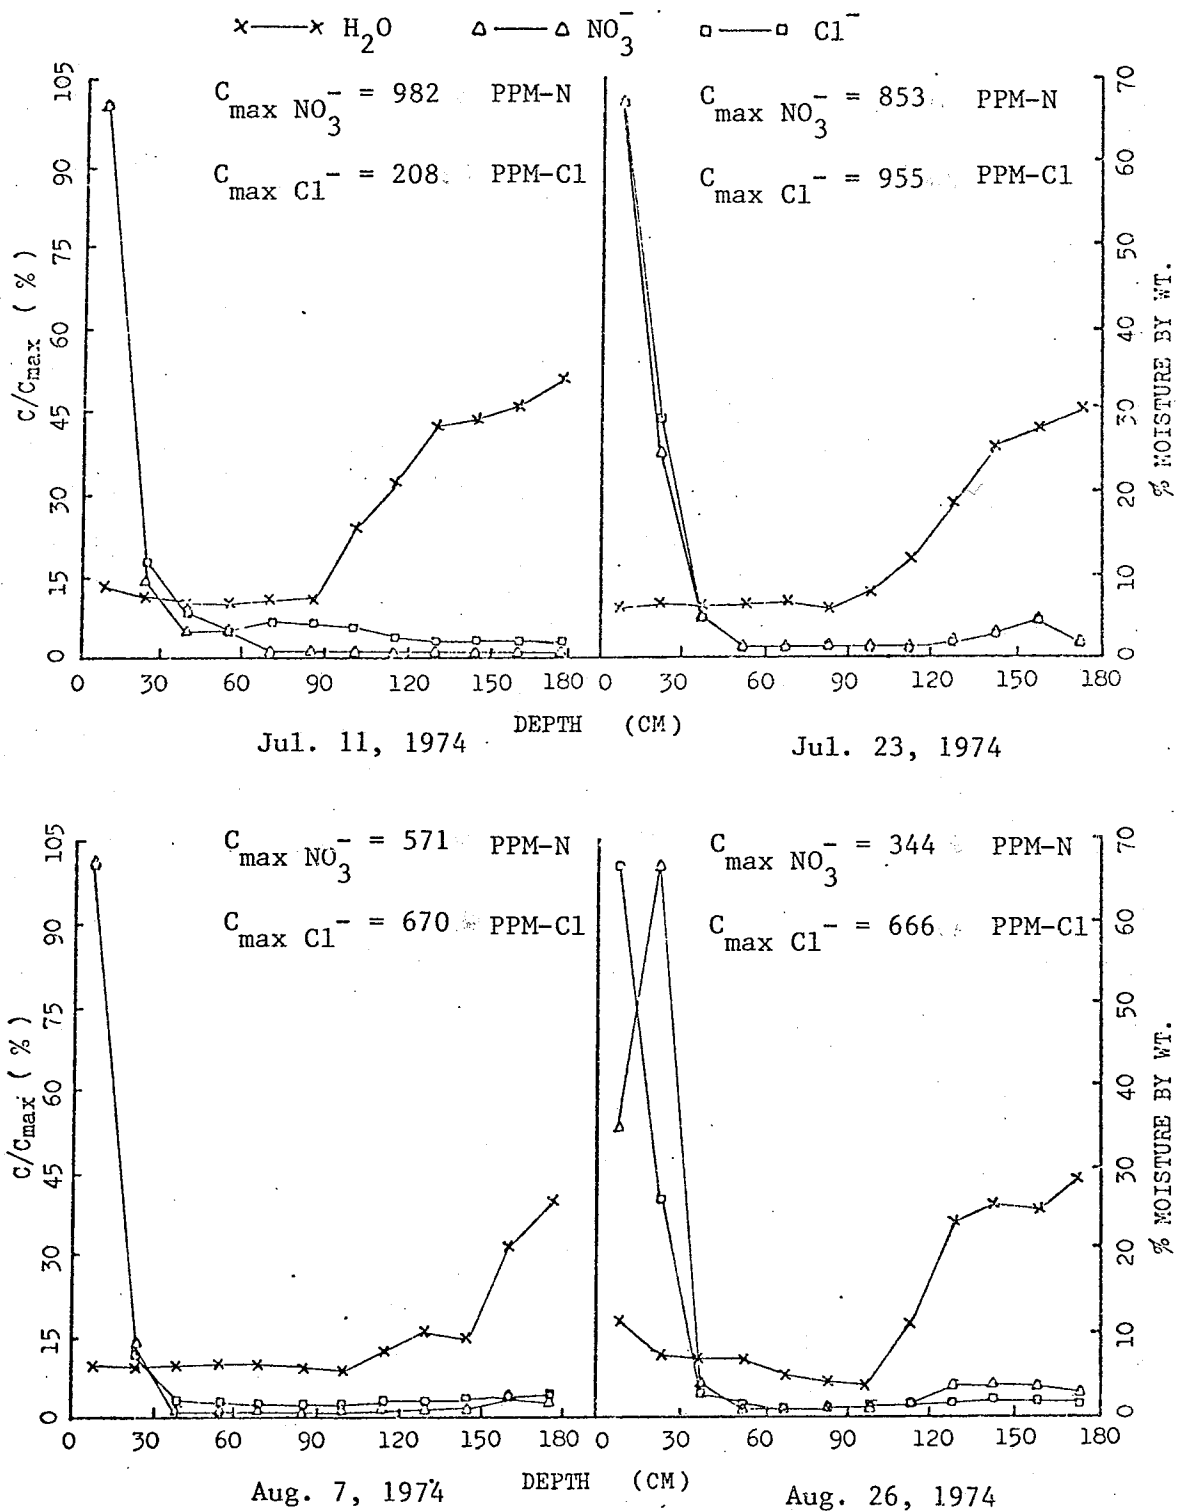 H2O NO3- Cl-
Cmax NO3- = 982 PPM-N
Cmax Cl- = 208 PPM-Cl
Cmax NO3- = 853 PPM-N
Cmax Cl- = 955 PPM-Cl
C/Cmax ( % )
105
90
75
60
45
30
15
0
70
60
50
40
30
20
10
0
% MOISTURE BY WT.
0 30 60 90 120 150 180
0 30 60 90 120 150 180
DEPTH (CM)
Jul. 11, 1974
Jul. 23, 1974
Cmax NO3- = 571 PPM-N
Cmax Cl- = 670 PPM-Cl
Cmax NO3- = 344 PPM-N
Cmax Cl- = 666 PPM-Cl
C/Cmax ( % )
105
90
75
60
45
30
15
0
70
60
50
40
30
20
10
0
% MOISTURE BY WT.
0 30 60 90 120 150 180
0 30 60 90 120 150 180
DEPTH (CM)
Aug. 7, 1974
Aug. 26, 1974